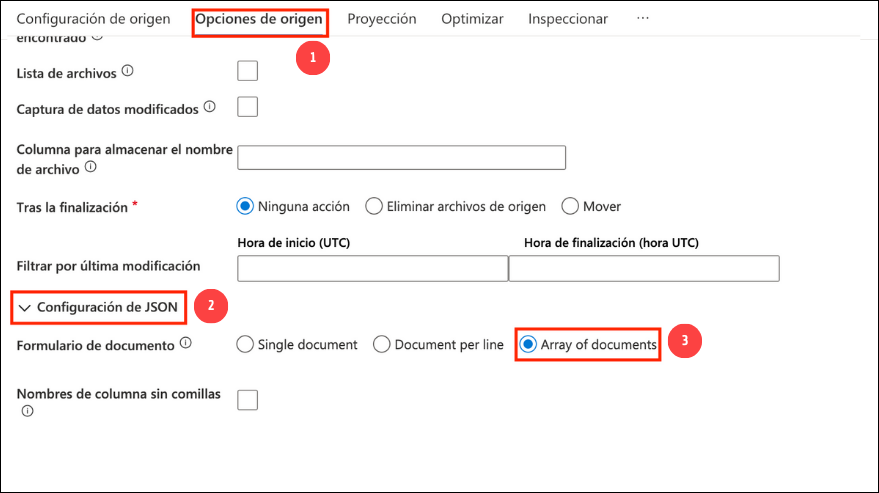 Configuración de origen Opciones de origen Proyección Optimizar Inspeccionar ...
encontrado
1
Lista de archivos
Captura de datos modificados
Columna para almacenar el nombre
de archivo
Tras la finalización * Ninguna acción Eliminar archivos de origen Mover
Hora de inicio (UTC) Hora de finalización (hora UTC)
Filtrar por última modificación
Configuración de JSON 2
Formulario de documento Single document Document per line Array of documents 3
Nombres de columna sin comillas